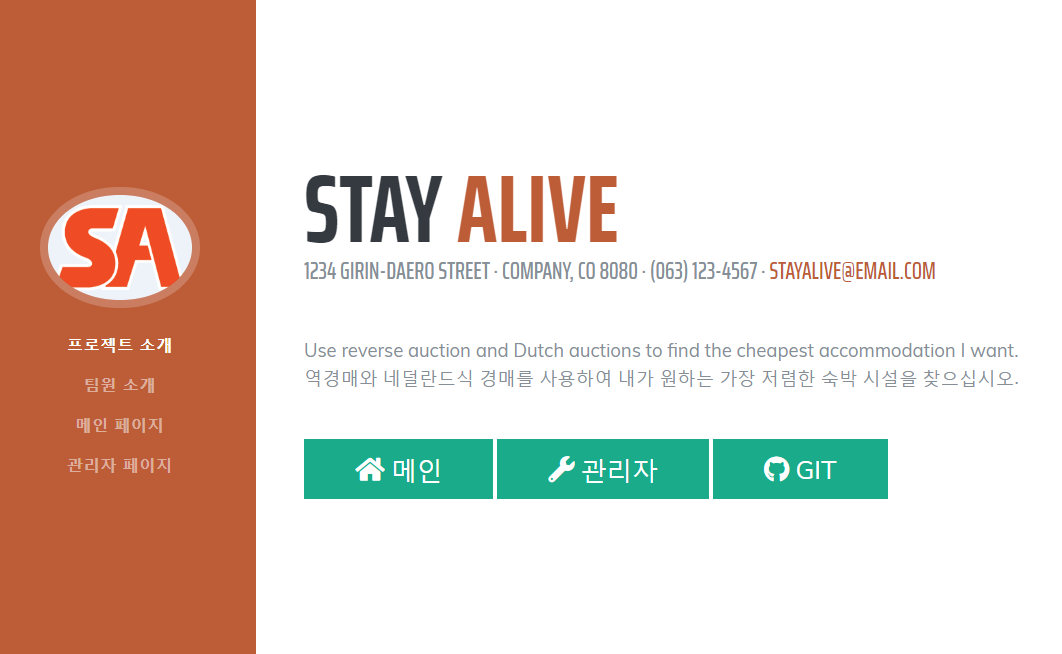 SA
프로젝트 소개
팀원 소개
메인 페이지
관리자 페이지
STAY ALIVE
1234 GIRIN-DAERO STREET · COMPANY, CO 8080 · (063) 123-4567 · STAYALIVE@EMAIL.COM
Use reverse auction and Dutch auctions to find the cheapest accommodation I want.
역경매와 네덜란드식 경매를 사용하여 내가 원하는 가장 저렴한 숙박 시설을 찾으십시오.
메인 관리자 GIT